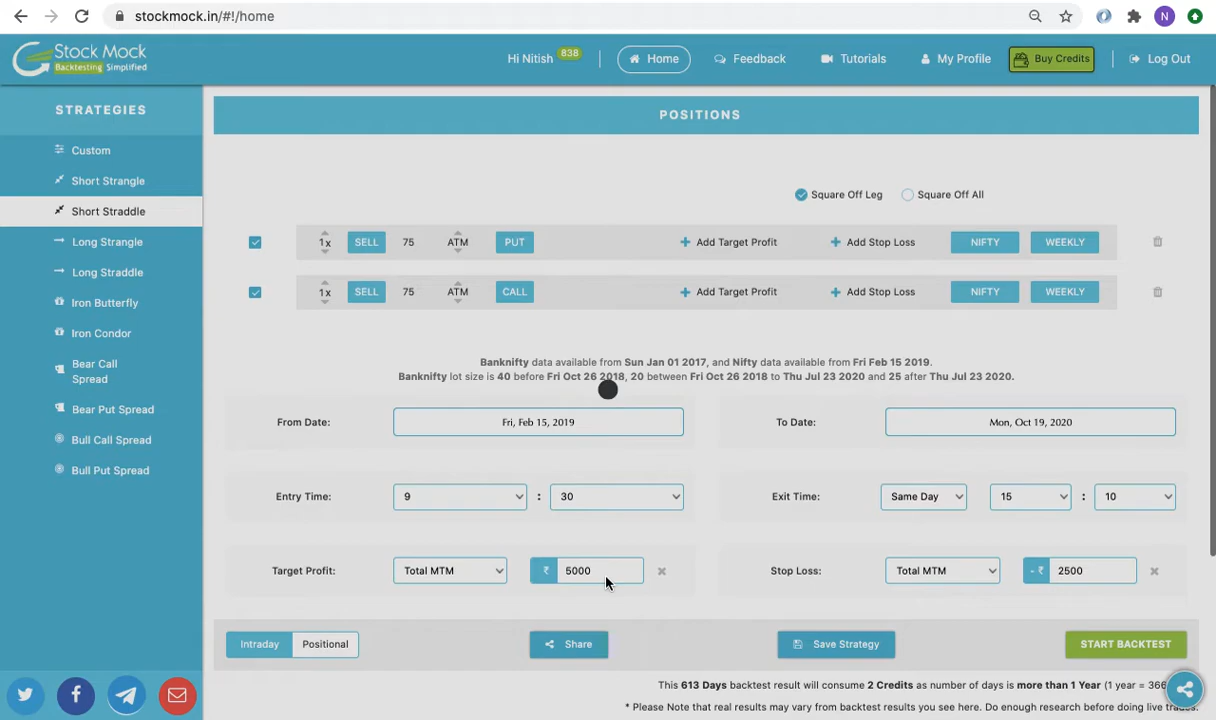 stockmock.in/#!/home
N
Stock Mock
Backtesting Simplified
Hi Nitish 838
Home
Feedback
Tutorials
My Profile
Buy Credits
Log Out
STRATEGIES
Custom
Short Strangle
Short Straddle
Long Strangle
Long Straddle
Iron Butterfly
Iron Condor
Bear Call
Spread
Bear Put Spread
Bull Call Spread
Bull Put Spread
POSITIONS
Square Off Leg Square Off All
1x SELL 75 ATM PUT + Add Target Profit + Add Stop Loss NIFTY WEEKLY
1x SELL 75 ATM CALL + Add Target Profit + Add Stop Loss NIFTY WEEKLY
Banknifty data available from Sun Jan 01 2017, and Nifty data available from Fri Feb 15 2019.
Banknifty lot size is 40 before Fri Oct 26 2018, 20 between Fri Oct 26 2018 to Thu Jul 23 2020 and 25 after Thu Jul 23 2020.
From Date: Fri, Feb 15, 2019 To Date: Mon, Oct 19, 2020
Entry Time: 9 : 30 Exit Time: Same Day 15 : 10
Target Profit: Total MTM ₹ 5000 Stop Loss: Total MTM - ₹ 2500
Intraday Positional Share Save Strategy START BACKTEST
This 613 Days backtest result will consume 2 Credits as number of days is more than 1 Year (1 year = 366
* Please Note that real results may vary from backtest results you see here. Do enough research before doing live trades.